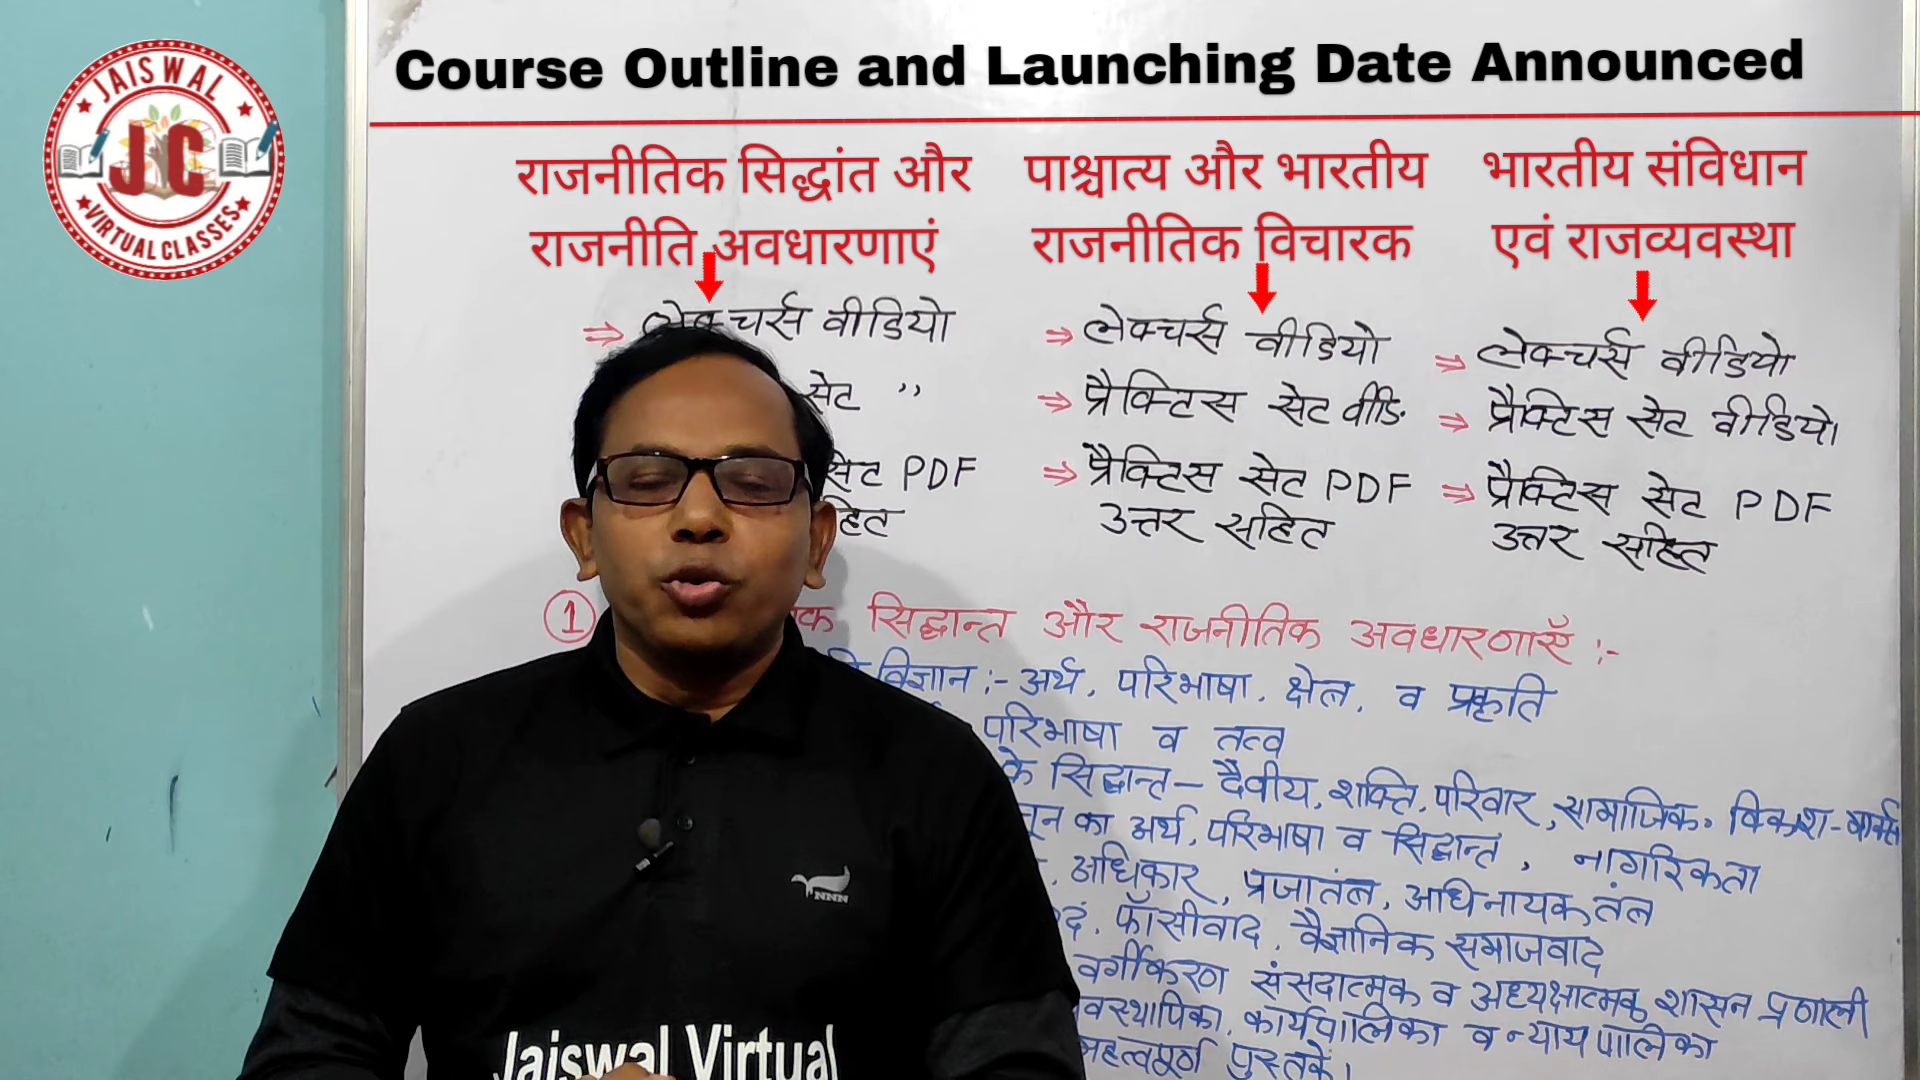 JAISWAL
JC
VIRTUAL CLASSES
Course Outline and Launching Date Announced
राजनीतिक सिद्धांत और
राजनीति अवधारणाएं
पाश्चात्य और भारतीय
राजनीतिक विचारक
भारतीय संविधान
एवं राजव्यवस्था
⇒ लेक्चर्स वीडियो
सेट ”
सेट PDF
⇒ लेक्चर्स वीडियो
⇒ प्रैक्टिस सेट वीडि
⇒ प्रैक्टिस सेट PDF
उत्तर सहित
⇒ लेक्चर्स वीडियो
⇒ प्रैक्टिस सेट वीडियो
⇒ प्रैक्टिस सेट PDF
उत्तर सहित
① सिद्धान्त और राजनीतिक अवधारणाएँ :-
विज्ञान :- अर्थ, परिभाषा, क्षेत्र, व प्रकृति
परिभाषा व तत्व
के सिद्धान्त – दैवीय, शक्ति, परिवार, सामाजिक,
का अर्थ, परिभाषा व सिद्धान्त, नागरिकता
अधिकार, प्रजातंत्र, अधिनायक तंत्र
फॉसीवाद, वैज्ञानिक समाजवाद
वर्गीकरण संसदात्मक व अध्यक्षात्मक शासन प्रणाली
कार्यपालिका व न्यायपालिका
महत्वपूर्ण पुस्तकें।
NNN
Jaiswal Virtual